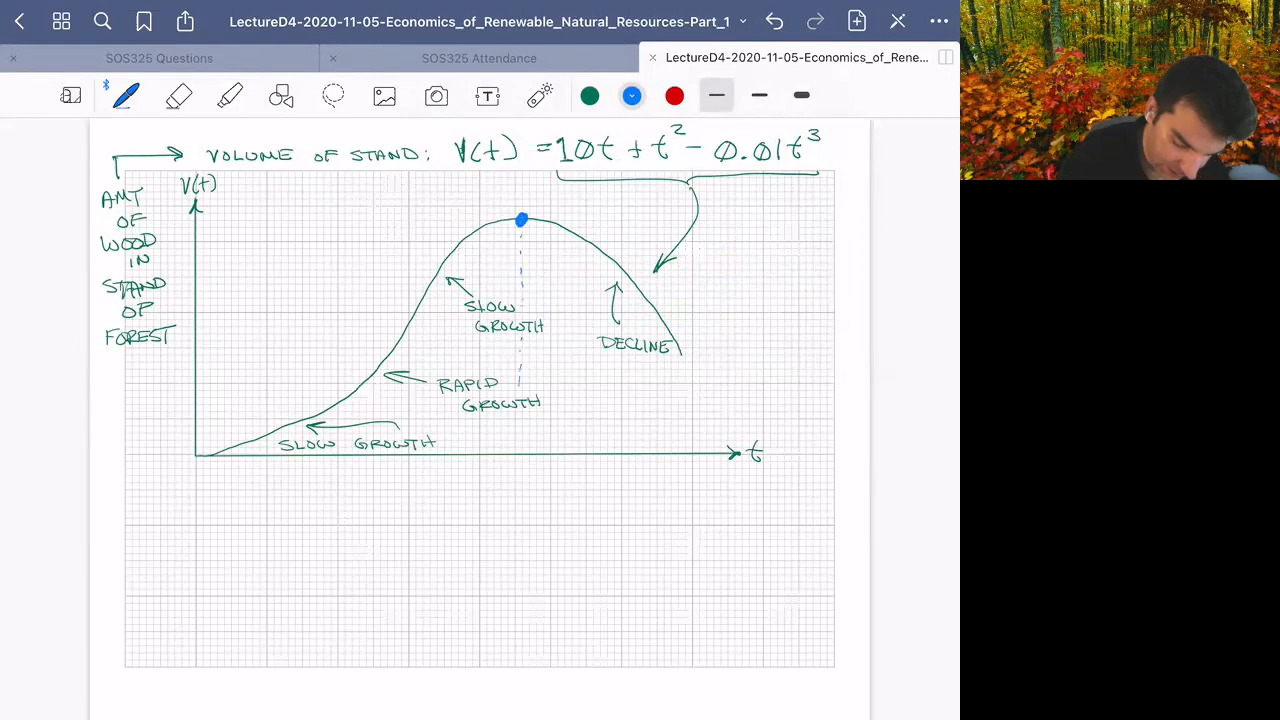 LectureD4-2020-11-05-Economics_of_Renewable_Natural_Resources-Part_1
SOS325 Questions
SOS325 Attendance
LectureD4-2020-11-05-Economics_of_Rene...
VOLUME OF STAND: V(t) = 10t + t² - 0.01t³
AMT
OF
WOOD
IN
STAND
OF
FOREST
V(t)
SLOW
GROWTH
DECLINE
RAPID
GROWTH
SLOW GROWTH
t